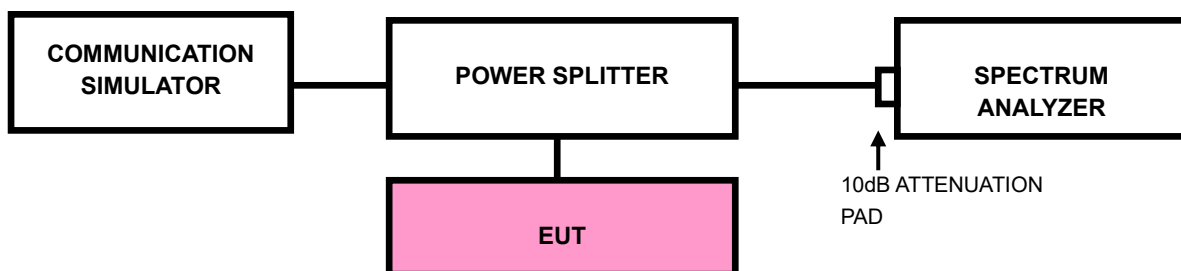 COMMUNICATION
SIMULATOR
POWER SPLITTER
SPECTRUM
ANALYZER
10dB ATTENUATION
PAD
EUT